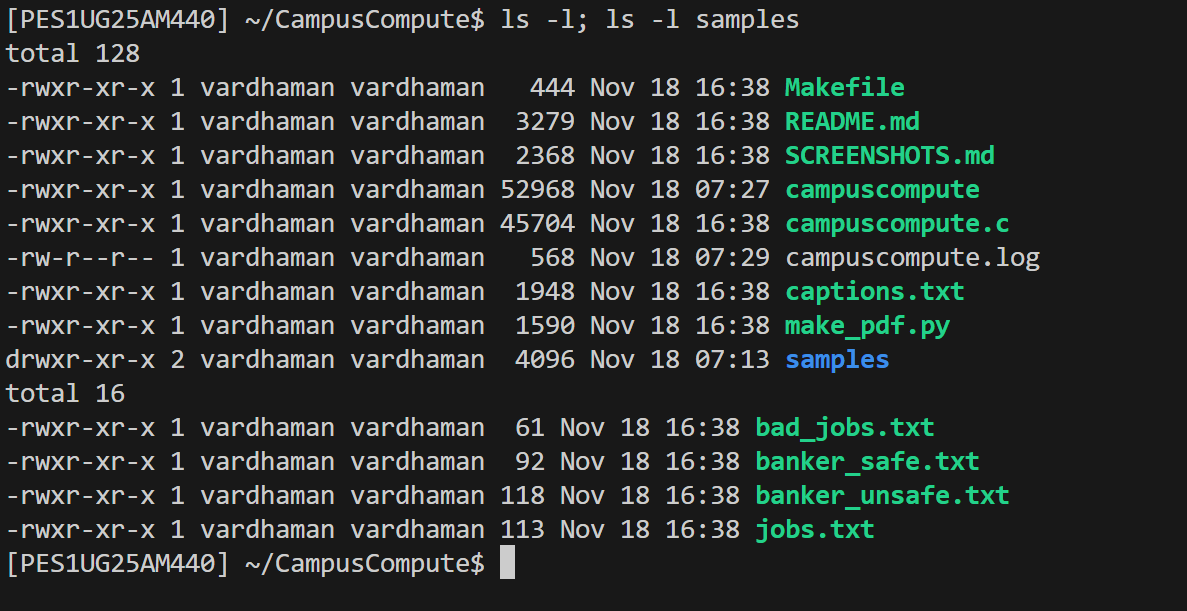 [PES1UG25AM440] ~/CampusCompute$ ls -l; ls -l samples
total 128
-rwxr-xr-x 1 vardhaman vardhaman   444 Nov 18 16:38 Makefile
-rwxr-xr-x 1 vardhaman vardhaman  3279 Nov 18 16:38 README.md
-rwxr-xr-x 1 vardhaman vardhaman  2368 Nov 18 16:38 SCREENSHOTS.md
-rwxr-xr-x 1 vardhaman vardhaman 52968 Nov 18 07:27 campuscompute
-rwxr-xr-x 1 vardhaman vardhaman 45704 Nov 18 16:38 campuscompute.c
-rw-r--r-- 1 vardhaman vardhaman   568 Nov 18 07:29 campuscompute.log
-rwxr-xr-x 1 vardhaman vardhaman  1948 Nov 18 16:38 captions.txt
-rwxr-xr-x 1 vardhaman vardhaman  1590 Nov 18 16:38 make_pdf.py
drwxr-xr-x 2 vardhaman vardhaman  4096 Nov 18 07:13 samples
total 16
-rwxr-xr-x 1 vardhaman vardhaman  61 Nov 18 16:38 bad_jobs.txt
-rwxr-xr-x 1 vardhaman vardhaman  92 Nov 18 16:38 banker_safe.txt
-rwxr-xr-x 1 vardhaman vardhaman 118 Nov 18 16:38 banker_unsafe.txt
-rwxr-xr-x 1 vardhaman vardhaman 113 Nov 18 16:38 jobs.txt
[PES1UG25AM440] ~/CampusCompute$